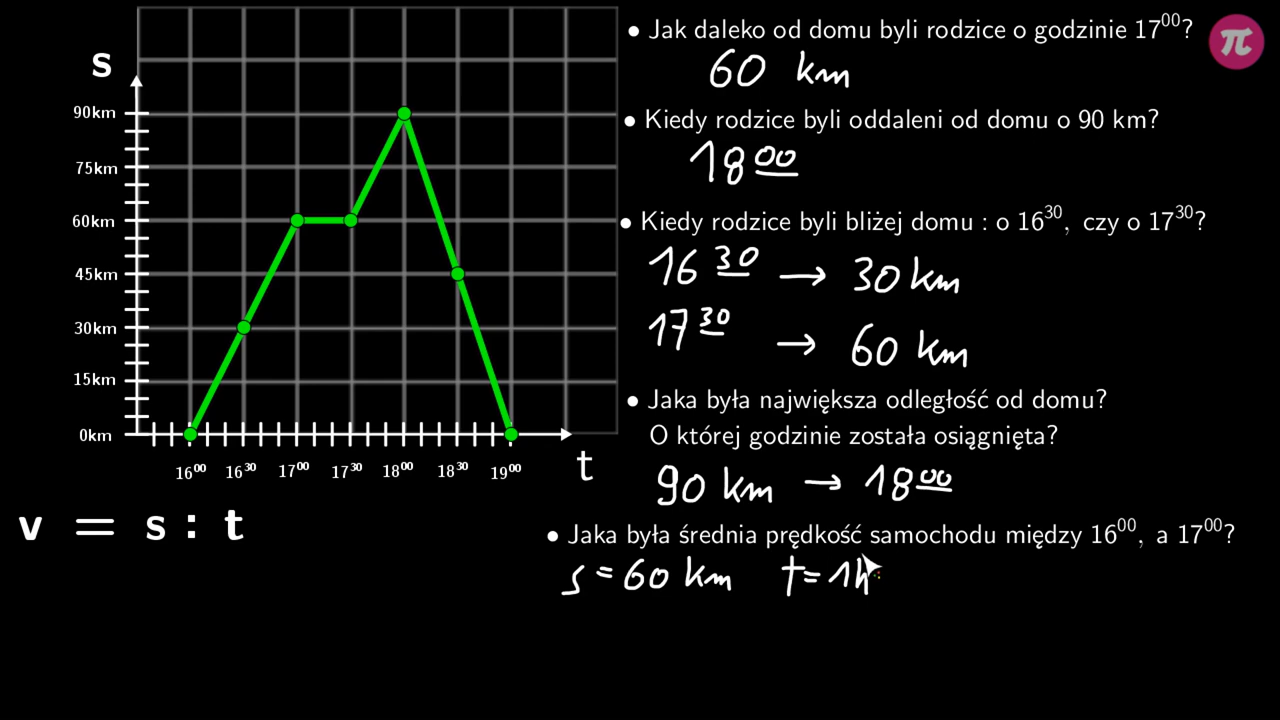 s
90km
75km
60km
45km
30km
15km
0km
16⁰⁰ 16³⁰ 17⁰⁰ 17³⁰ 18⁰⁰ 18³⁰ 19⁰⁰
t
v = s : t
• Jak daleko od domu byli rodzice o godzinie 17⁰⁰?
60 km
• Kiedy rodzice byli oddaleni od domu o 90 km?
18⁰⁰
• Kiedy rodzice byli bliżej domu : o 16³⁰, czy o 17³⁰?
16³⁰ → 30 km
17³⁰ → 60 km
• Jaka była największa odległość od domu?
O której godzinie została osiągnięta?
90 km → 18⁰⁰
• Jaka była średnia prędkość samochodu między 16⁰⁰, a 17⁰⁰?
s = 60 km t = 1h
π